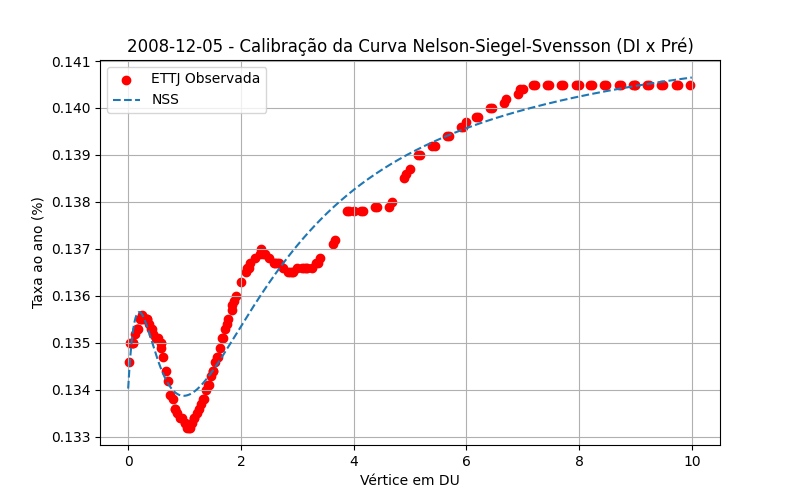 2008-12-05 - Calibração da Curva Nelson-Siegel-Svensson (DI x Pré)
ETTJ Observada
NSS
Taxa ao ano (%)
0.141
0.140
0.139
0.138
0.137
0.136
0.135
0.134
0.133
0 2 4 6 8 10
Vértice em DU